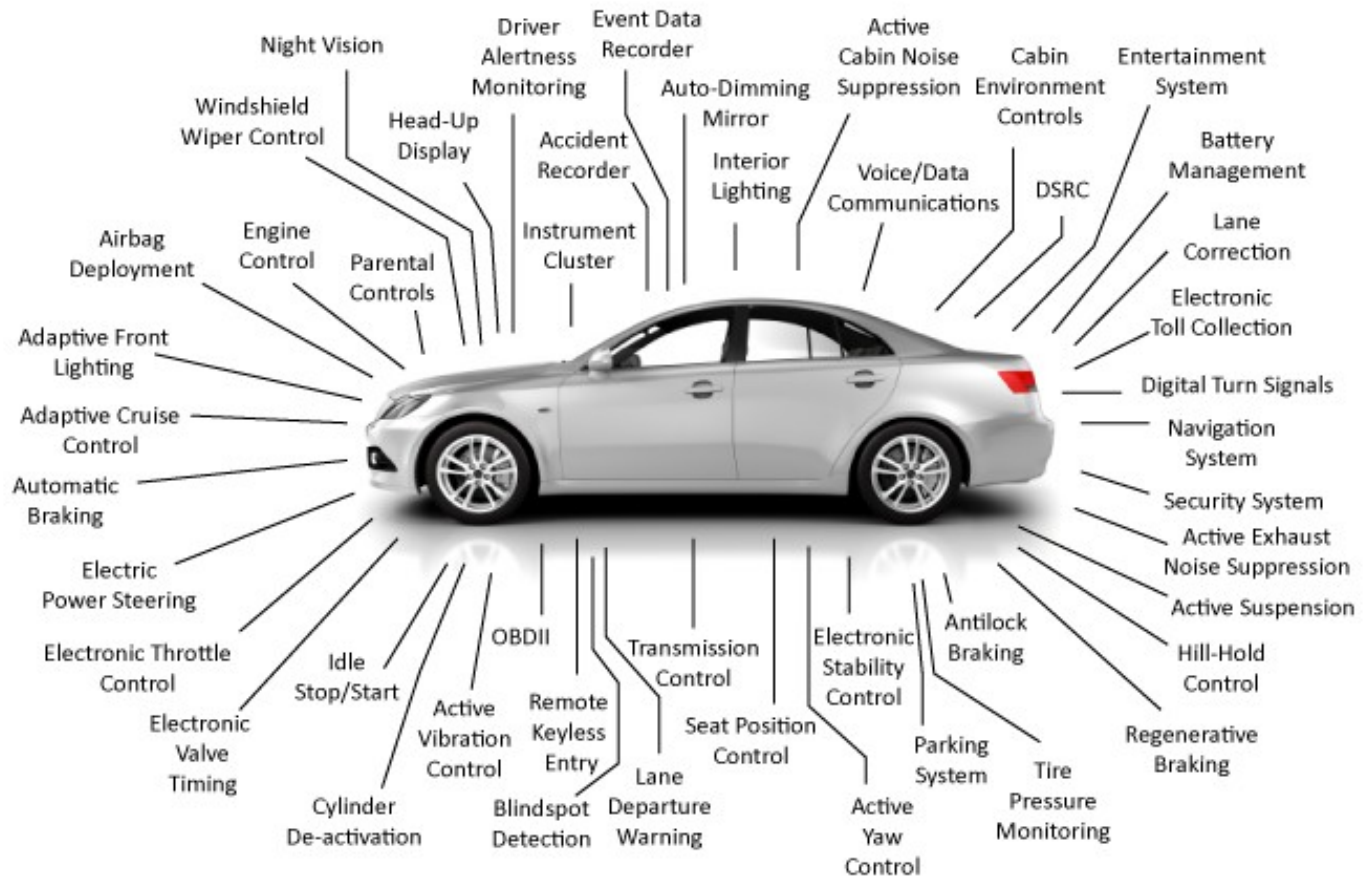 Night Vision
Driver
Alertness
Monitoring
Event Data
Recorder
Active
Cabin Noise
Suppression
Cabin
Environment
Controls
Entertainment
System
Windshield
Wiper Control
Head-Up
Display
Accident
Recorder
Auto-Dimming
Mirror
Interior
Lighting
Voice/Data
Communications
DSRC
Battery
Management
Airbag
Deployment
Engine
Control
Parental
Controls
Instrument
Cluster
Lane
Correction
Electronic
Toll Collection
Adaptive Front
Lighting
Digital Turn Signals
Adaptive Cruise
Control
Navigation
System
Automatic
Braking
Security System
Electric
Power Steering
Active Exhaust
Noise Suppression
Active Suspension
Electronic Throttle
Control
Idle
Stop/Start
OBDII
Transmission
Control
Electronic
Stability
Control
Antilock
Braking
Hill-Hold
Control
Electronic
Valve
Timing
Active
Vibration
Control
Remote
Keyless
Entry
Seat Position
Control
Parking
System
Regenerative
Braking
Cylinder
De-activation
Blindspot
Detection
Lane
Departure
Warning
Active
Yaw
Control
Tire
Pressure
Monitoring